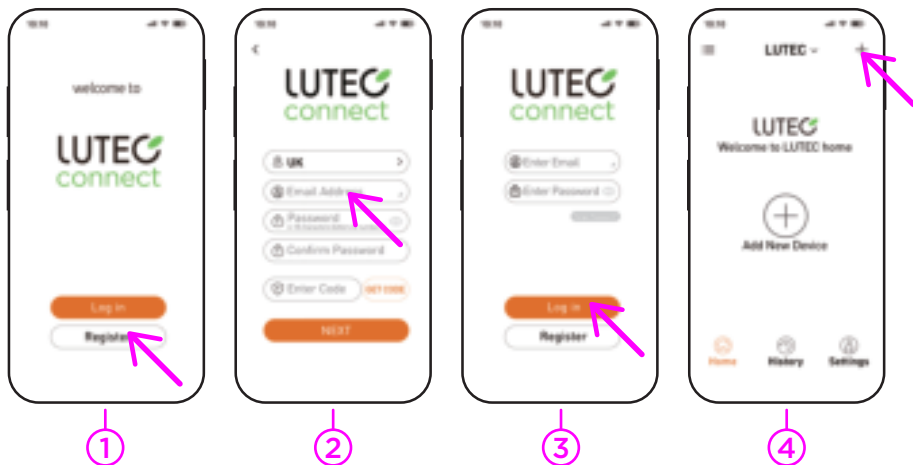 welcome to
LUTEC
connect
Log in
Register
1
LUTEC
connect
UK
Email Address
Password
Confirm Password
Enter Code
GET CODE
NEXT
2
LUTEC
connect
Enter Email
Enter Password
Log in
Register
3
LUTEC
LUTEC
Welcome to LUTEC home
Add New Device
Home History Settings
4